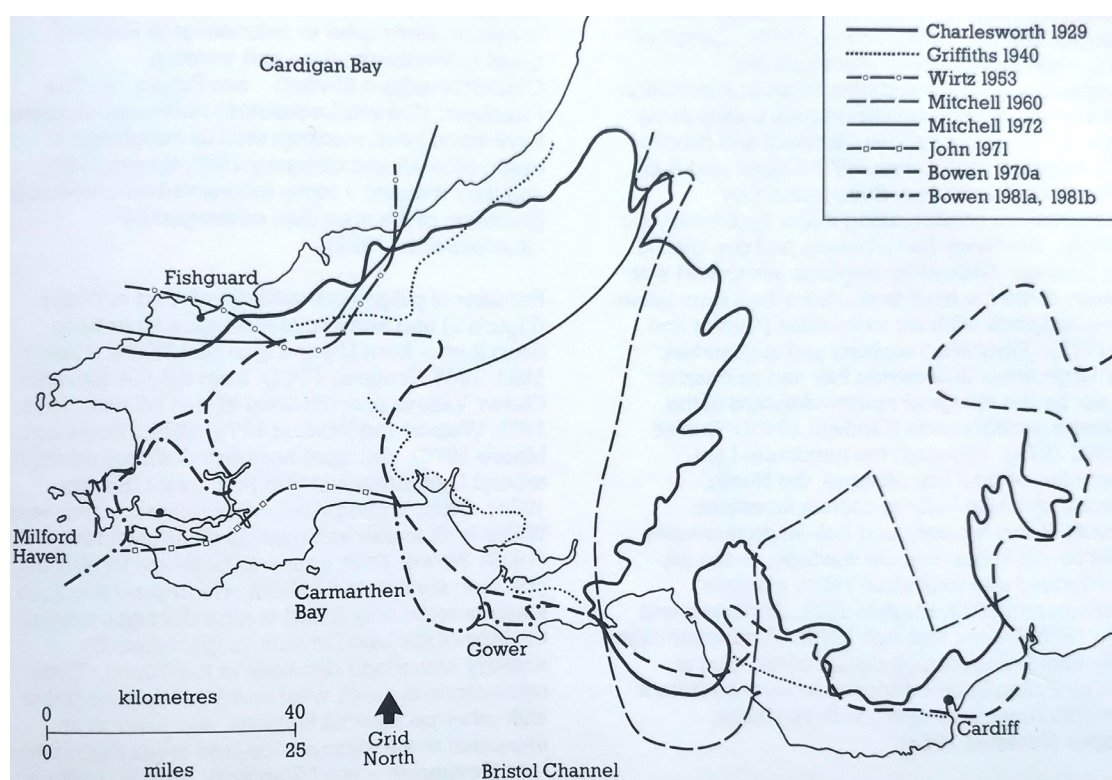 Charlesworth 1929
Griffiths 1940
Wirtz 1953
Mitchell 1960
Mitchell 1972
John 1971
Bowen 1970a
Bowen 1981a, 1981b
Cardigan Bay
Fishguard
Milford
Haven
Carmarthen
Bay
Gower
Cardiff
kilometres
0
40
25
miles
Grid
North
Bristol Channel